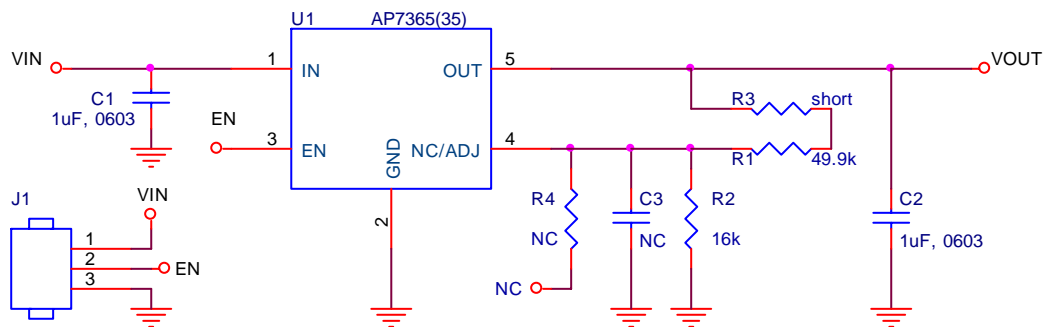 U1 AP7365(35)
VIN 1 IN OUT 5 VOUT
C1
1uF, 0603
R3 short
EN 3 EN NC/ADJ 4
GND
R1 49.9k
2
J1
VIN
1
2 EN
3
R4
NC
NC
C3
NC
R2
16k
C2
1uF, 0603